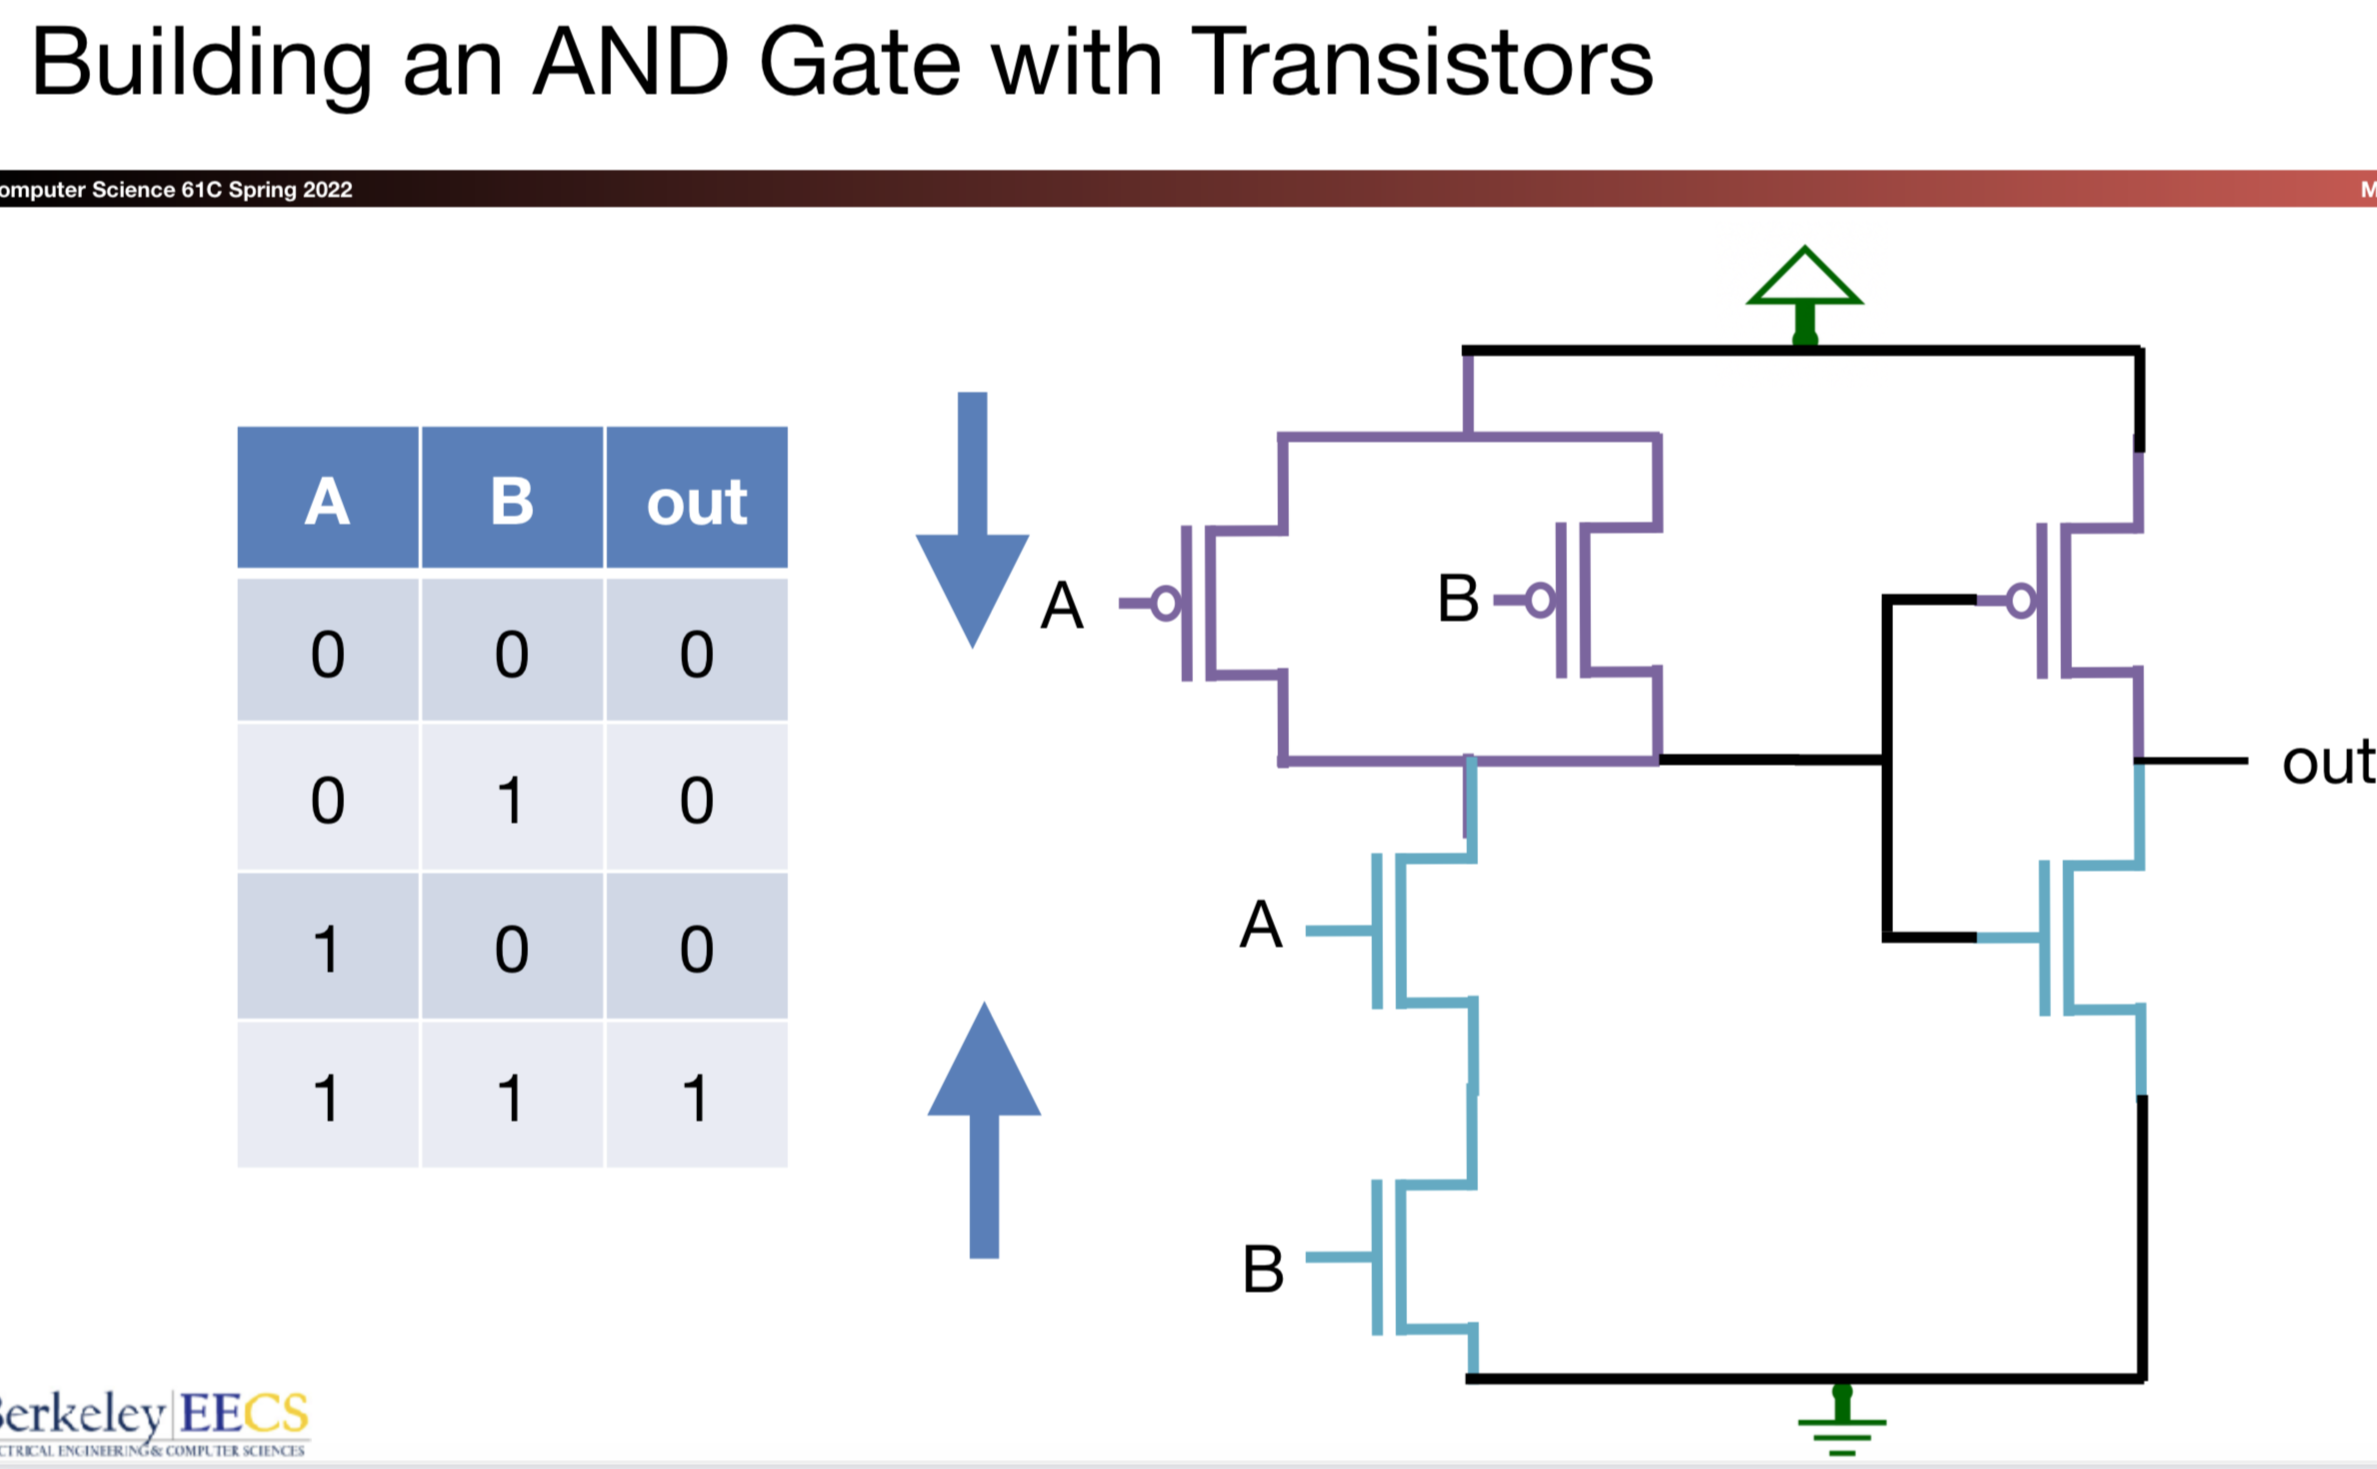 Building an AND Gate with Transistors
omputer Science 61C Spring 2022
M
A B out
0 0 0
0 1 0
1 0 0
1 1 1
A
B
out
A
B
Berkeley EECS
CTRICAL ENGINEERING & COMPUTER SCIENCES